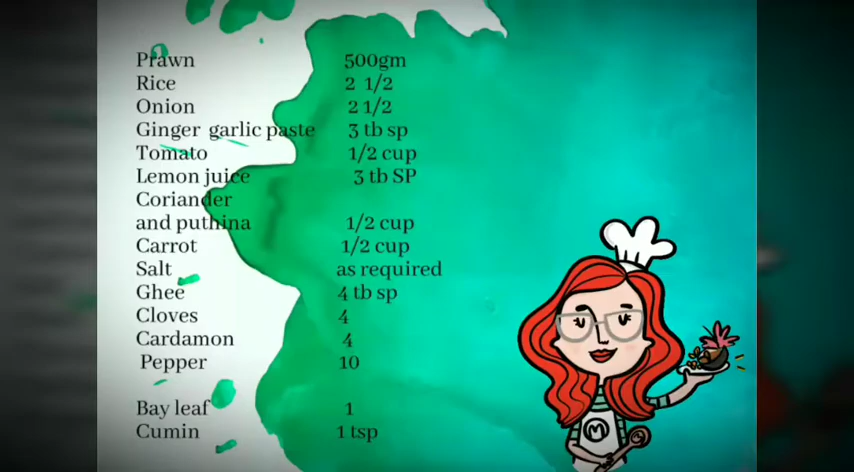 Prawn 500gm
Rice 2 1/2
Onion 2 1/2
Ginger garlic paste 3 tb sp
Tomato 1/2 cup
Lemon juice 3 tb SP
Coriander
and puthina 1/2 cup
Carrot 1/2 cup
Salt as required
Ghee 4 tb sp
Cloves 4
Cardamon 4
Pepper 10
Bay leaf 1
Cumin 1 tsp
M